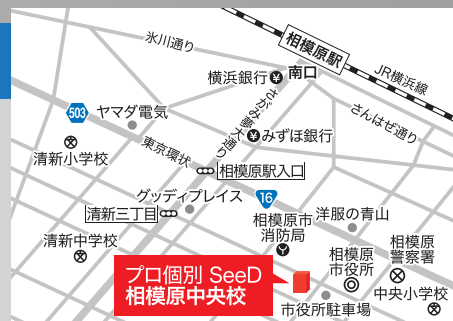 相模原駅
氷川通り
南口
JR横浜線
横浜銀行
さがみ夢大通り
さんはぜ通り
503
ヤマダ電気
みずほ銀行
東京環状
清新小学校
相模原駅入口
グッディプレイス
16
清新三丁目
相模原市
消防局
洋服の青山
清新中学校
相模原
市役所
相模原
警察署
プロ個別 SeeD
相模原中央校
市役所駐車場
中央小学校